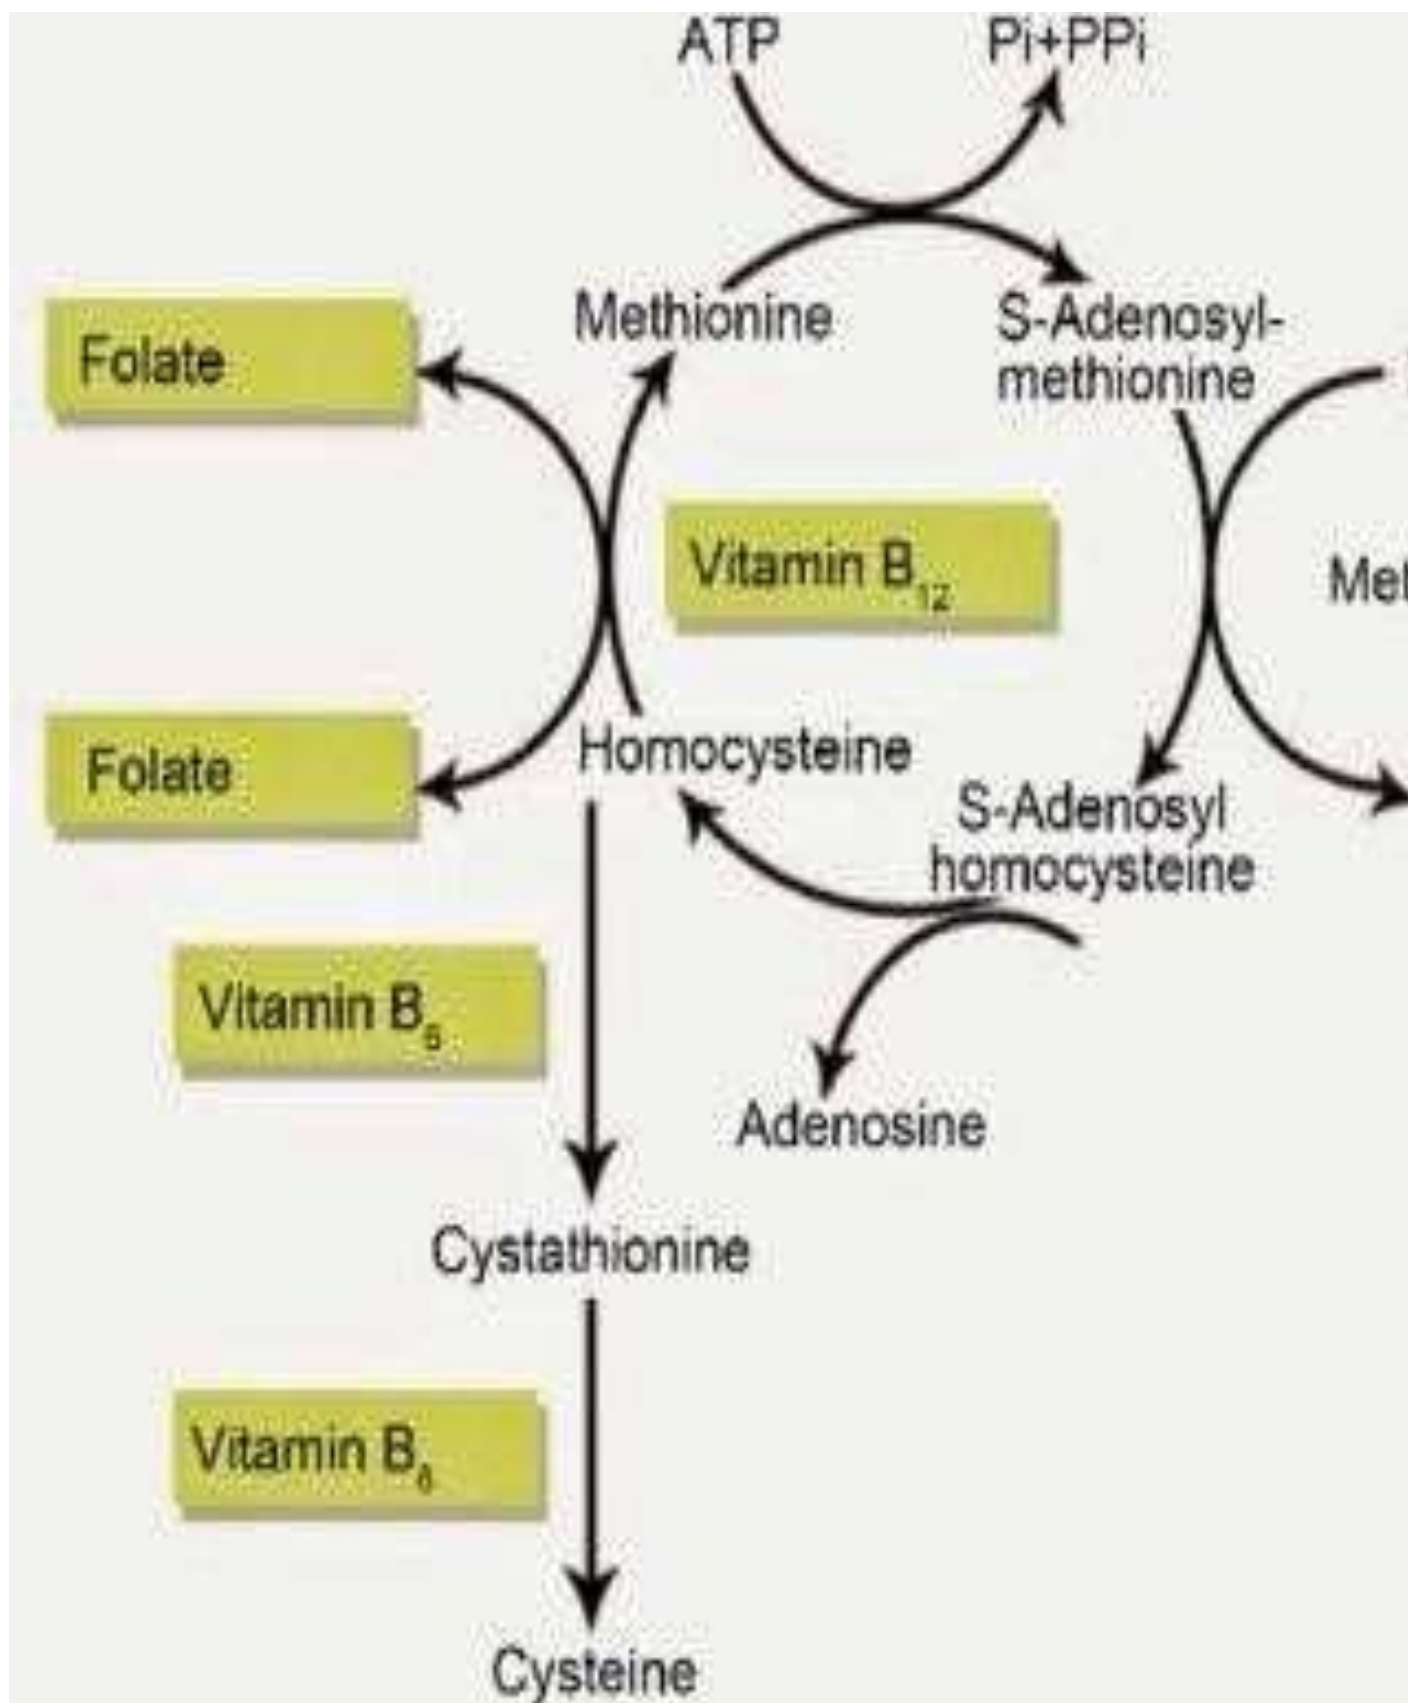 ATP
Pi+PPi
Methionine
S-Adenosyl-
methionine
Folate
Vitamin B12
Folate
Homocysteine
S-Adenosyl
homocysteine
Vitamin B6
Adenosine
Cystathionine
Vitamin B6
Cysteine